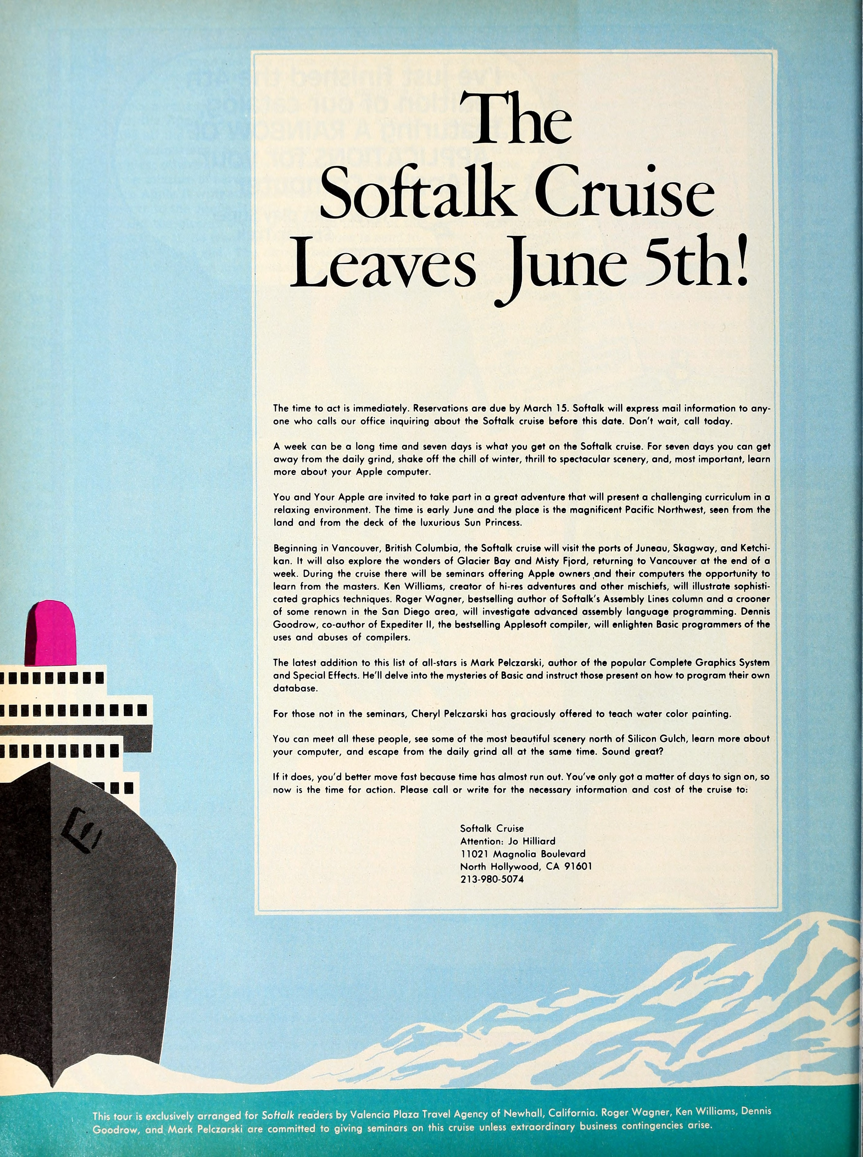 The
Softalk Cruise
Leaves June 5th!
The time to act is immediately. Reservations are due by March 15. Softalk will express mail information to any-
one who calls our office inquiring about the Softalk cruise before this date. Don't wait, call today.
A week can be a long time and seven days is what you get on the Softalk cruise. For seven days you can get
away from the daily grind, shake off the chill of winter, thrill to spectacular scenery, and, most important, learn
more about your Apple computer.
You and Your Apple are invited to take part in a great adventure that will present a challenging curriculum in a
relaxing environment. The time is early June and the place is the magnificent Pacific Northwest, seen from the
land and from the deck of the luxurious Sun Princess.
Beginning in Vancouver, British Columbia, the Softalk cruise will visit the ports of Juneau, Skagway, and Ketchi-
kan. It will also explore the wonders of Glacier Bay and Misty Fjord, returning to Vancouver at the end of a
week. During the cruise there will be seminars offering Apple owners and their computers the opportunity to
learn from the masters. Ken Williams, creator of hi-res adventures and other mischiefs, will illustrate sophisti-
cated graphics techniques. Roger Wagner, bestselling author of Softalk's Assembly Lines column and a crooner
of some renown in the San Diego area, will investigate advanced assembly language programming. Dennis
Goodrow, co-author of Expediter II, the bestselling Applesoft compiler, will enlighten Basic programmers of the
uses and abuses of compilers.
The latest addition to this list of all-stars is Mark Pelczarski, author of the popular Complete Graphics System
and Special Effects. He'll delve into the mysteries of Basic and instruct those present on how to program their own
database.
For those not in the seminars, Cheryl Pelczarski has graciously offered to teach water color painting.
You can meet all these people, see some of the most beautiful scenery north of Silicon Gulch, learn more about
your computer, and escape from the daily grind all at the same time. Sound great?
If it does, you'd better move fast because time has almost run out. You've only got a matter of days to sign on, so
now is the time for action. Please call or write for the necessary information and cost of the cruise to:
Softalk Cruise
Attention: Jo Hilliard
11021 Magnolia Boulevard
North Hollywood, CA 91601
213-980-5074
This tour is exclusively arranged for Softalk readers by Valencia Plaza Travel Agency of Newhall, California. Roger Wagner, Ken Williams, Dennis
Goodrow, and Mark Pelczarski are committed to giving seminars on this cruise unless extraordinary business contingencies arise.